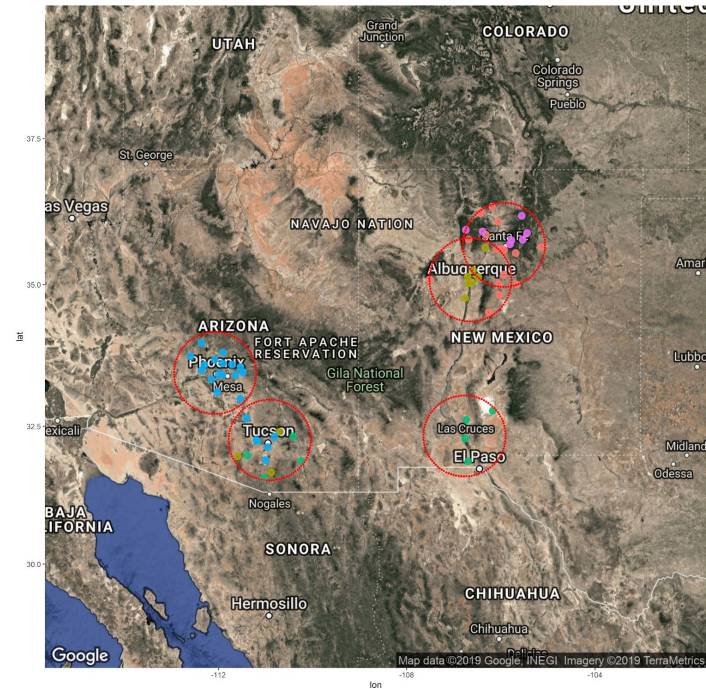 United
Grand
Junction
COLORADO
UTAH
Colorado
Springs
Pueblo
37.5
St. George
as Vegas
NAVAJO NATION
Santa F
Albuquerque
Amar
35.0
lat
ARIZONA
FORT APACHE
RESERVATION
NEW MEXICO
Phoenix
Mesa
Gila National
Forest
Lubbo
32.5
exicali
Tucson
Las Cruces
El Paso
Midland
Odessa
Nogales
BAJA
LIFORNIA
SONORA
30.0
CHIHUAHUA
Hermosillo
Chihuahua
Google
Map data ©2019 Google, INEGI Imagery ©2019 TerraMetrics
-112
-108
-104
lon